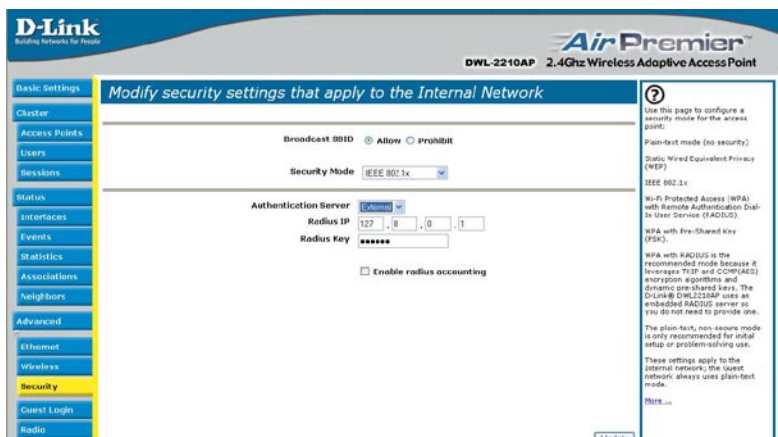 D-Link
Building Networks for People
Air Premier™
DWL-2210AP 2.4Ghz Wireless Adaptive Access Point
Basic Settings
Cluster
Access Points
Users
Sessions
Status
Interfaces
Events
Statistics
Associations
Neighbors
Advanced
Ethernet
Wireless
Security
Guest Login
Radio
Modify security settings that apply to the Internal Network
Broadcast SSID Allow Prohibit
Security Mode IEEE 802.1x
Authentication Server External
Radius IP 127 . 0 . 0 . 1
Radius Key ••••••
Enable radius accounting
Update
?
Use this page to configure a
security mode for the access
point:
Plain-text mode (no security)
Static Wired Equivalent Privacy
(WEP)
IEEE 802.1x
Wi-Fi Protected Access (WPA)
with Remote Authentication Dial-
In User Service (RADIUS)
WPA with Pre-Shared Key
(PSK).
WPA with RADIUS is the
recommended mode because it
leverages TKIP and CCMP(AES)
encryption algorithms and
dynamic pre-shared keys. The
D-Link® DWL2210AP uses an
embedded RADIUS server so
you do not need to provide one.
The plain-text, non-secure mode
is only recommended for initial
setup or problem-solving use.
These settings apply to the
Internal network; the Guest
network always uses plain-text
mode.
More ...